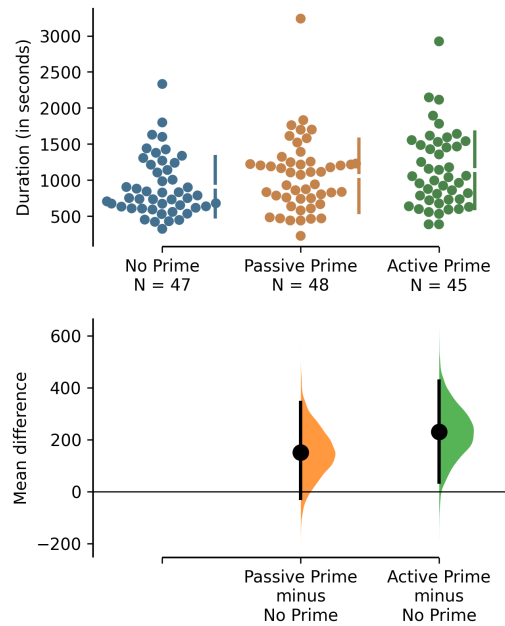 Duration (in seconds)
3000
2500
2000
1500
1000
500
No Prime
N = 47
Passive Prime
N = 48
Active Prime
N = 45
Mean difference
600
400
200
0
−200
Passive Prime
minus
No Prime
Active Prime
minus
No Prime